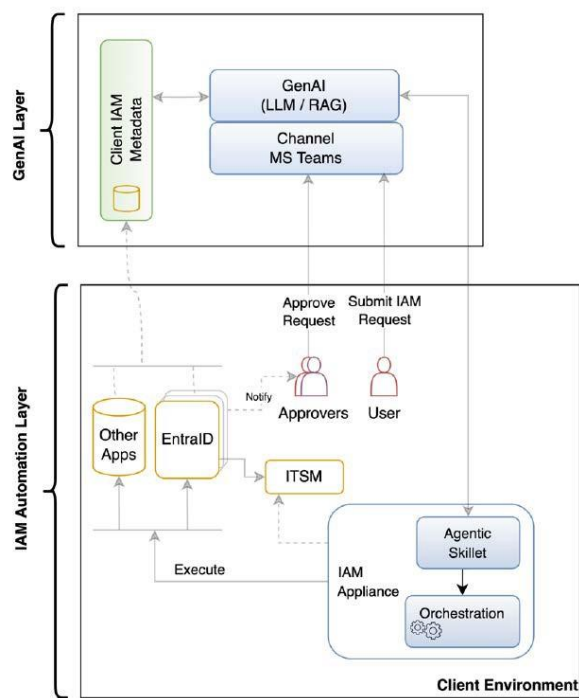 GenAI Layer
Client IAM
Metadata
GenAI
(LLM / RAG)
Channel
MS Teams
IAM Automation Layer
Approve
Request
Submit IAM
Request
Notify
Approvers
User
Other
Apps
EntraID
ITSM
Execute
IAM
Appliance
Agentic
Skillet
Orchestration
Client Environment